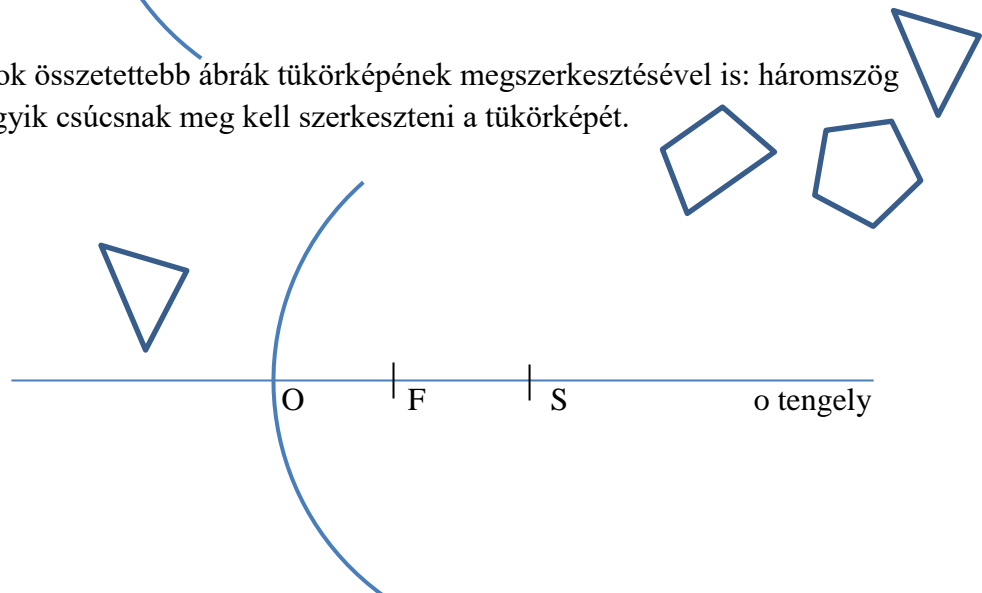 ok összetettebb ábrák tükörképének megszerkesztésével is: háromszög
gyik csúcsnak meg kell szerkeszteni a tükörképét.
O F S o tengely